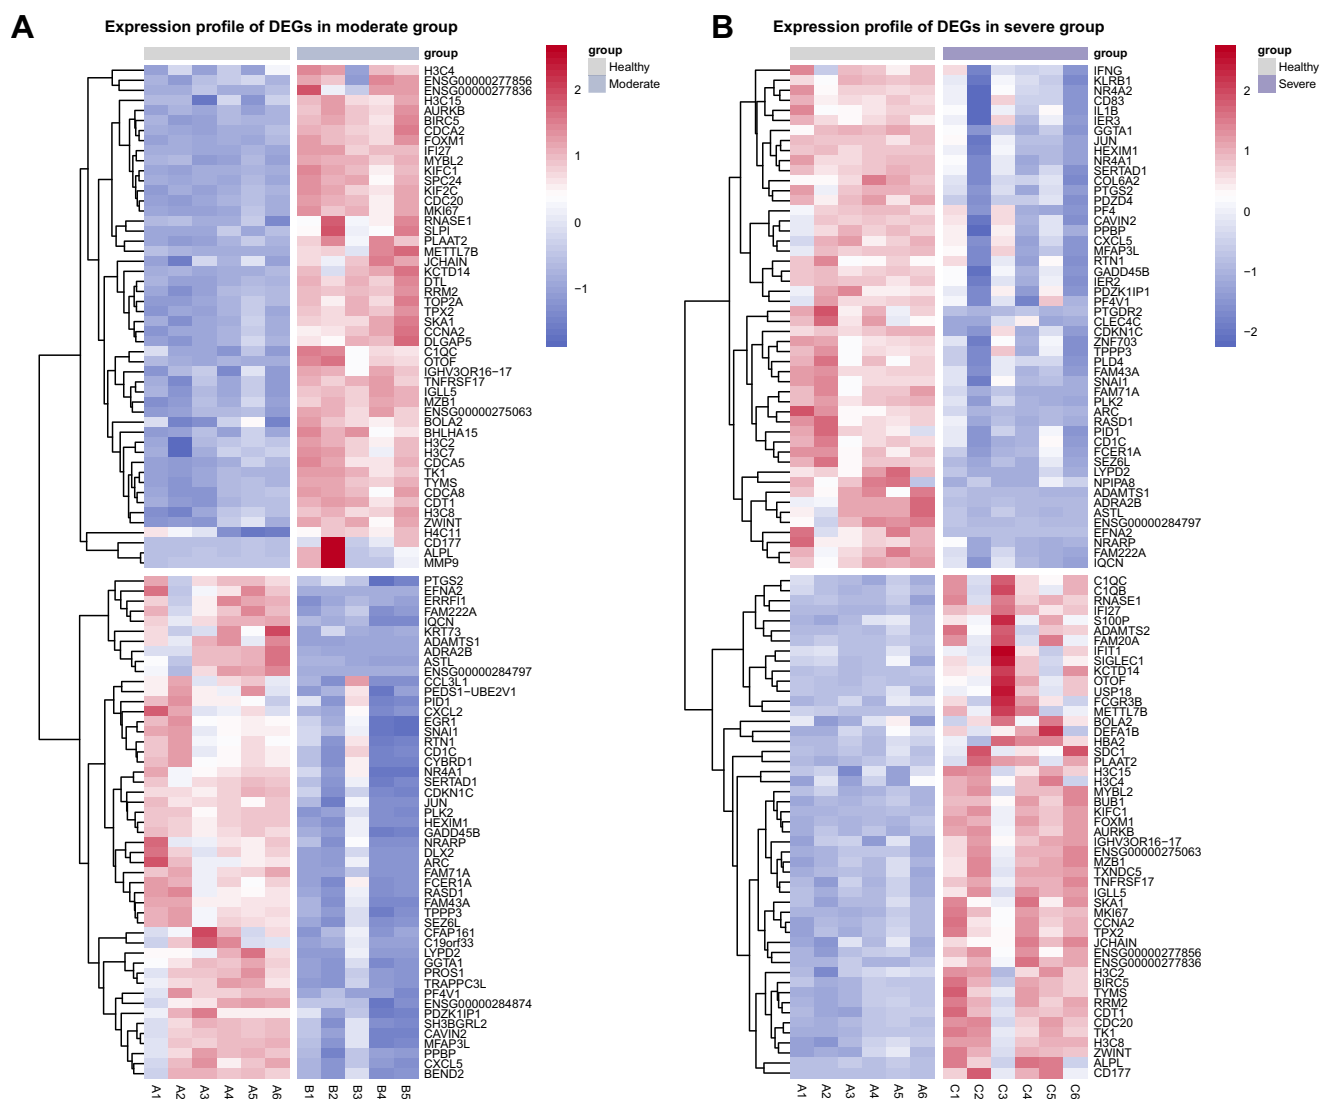 A
Expression profile of DEGs in moderate group
group
H3C4
ENSG00000277856
ENSG00000277836
H3C15
AURKB
BIRC5
CDCA2
FOXM1
IFI27
MYBL2
KIFC1
SPC24
KIF2C
CDC20
MKI67
RNASE1
SLPI
PLAAT2
METTL7B
JCHAIN
KCTD14
DTL
RRM2
TOP2A
TPX2
SKA1
CCNA2
DLGAP5
C1QC
OTOF
IGHV3OR16−17
TNFRSF17
IGLL5
MZB1
ENSG00000275063
BOLA2
BHLHA15
H3C2
H3C7
CDCA5
TK1
TYMS
CDCA8
CDT1
H3C8
ZWINT
H4C11
CD177
ALPL
MMP9
PTGS2
EFNA2
ERRFI1
FAM222A
IQCN
KRT73
ADAMTS1
ADRA2B
ASTL
ENSG00000284797
CCL3L1
PEDS1−UBE2V1
PID1
CXCL2
EGR1
SNAI1
RTN1
CD1C
CYBRD1
NR4A1
SERTAD1
CDKN1C
JUN
PLK2
HEXIM1
GADD45B
NRARP
DLX2
ARC
FAM71A
FCER1A
RASD1
FAM43A
TPPP3
SEZ6L
CFAP161
C19orf33
LYPD2
GGTA1
PROS1
TRAPPC3L
PF4V1
ENSG00000284874
PDZK1IP1
SH3BGRL2
CAVIN2
MFAP3L
PPBP
CXCL5
BEND2
A1 A2 A3 A4 A5 A6 B1 B2 B3 B4 B5
2
1
0
−1
group
Healthy
Moderate
B
Expression profile of DEGs in severe group
group
IFNG
KLRB1
NR4A2
CD83
IL1B
IER3
GGTA1
JUN
HEXIM1
NR4A1
SERTAD1
COL6A2
PTGS2
PDZD4
PF4
CAVIN2
PPBP
CXCL5
MFAP3L
RTN1
GADD45B
IER2
PDZK1IP1
PF4V1
PTGDR2
CLEC4C
CDKN1C
ZNF703
TPPP3
PLD4
FAM43A
SNAI1
FAM71A
PLK2
ARC
RASD1
PID1
CD1C
FCER1A
SEZ6L
LYPD2
NPIPA8
ADAMTS1
ADRA2B
ASTL
ENSG00000284797
EFNA2
NRARP
FAM222A
IQCN
C1QC
C1QB
RNASE1
IFI27
S100P
ADAMTS2
FAM20A
IFIT1
SIGLEC1
KCTD14
OTOF
USP18
FCGR3B
METTL7B
BOLA2
DEFA1B
HBA2
SDC1
PLAAT2
H3C15
H3C4
MYBL2
BUB1
KIFC1
FOXM1
AURKB
IGHV3OR16−17
ENSG00000275063
MZB1
TXNDC5
TNFRSF17
IGLL5
SKA1
MKI67
CCNA2
TPX2
JCHAIN
ENSG00000277856
ENSG00000277836
H3C2
BIRC5
TYMS
RRM2
CDT1
CDC20
TK1
H3C8
ZWINT
ALPL
CD177
A1 A2 A3 A4 A5 A6 C1 C2 C3 C4 C5 C6
2
1
0
−1
−2
group
Healthy
Severe